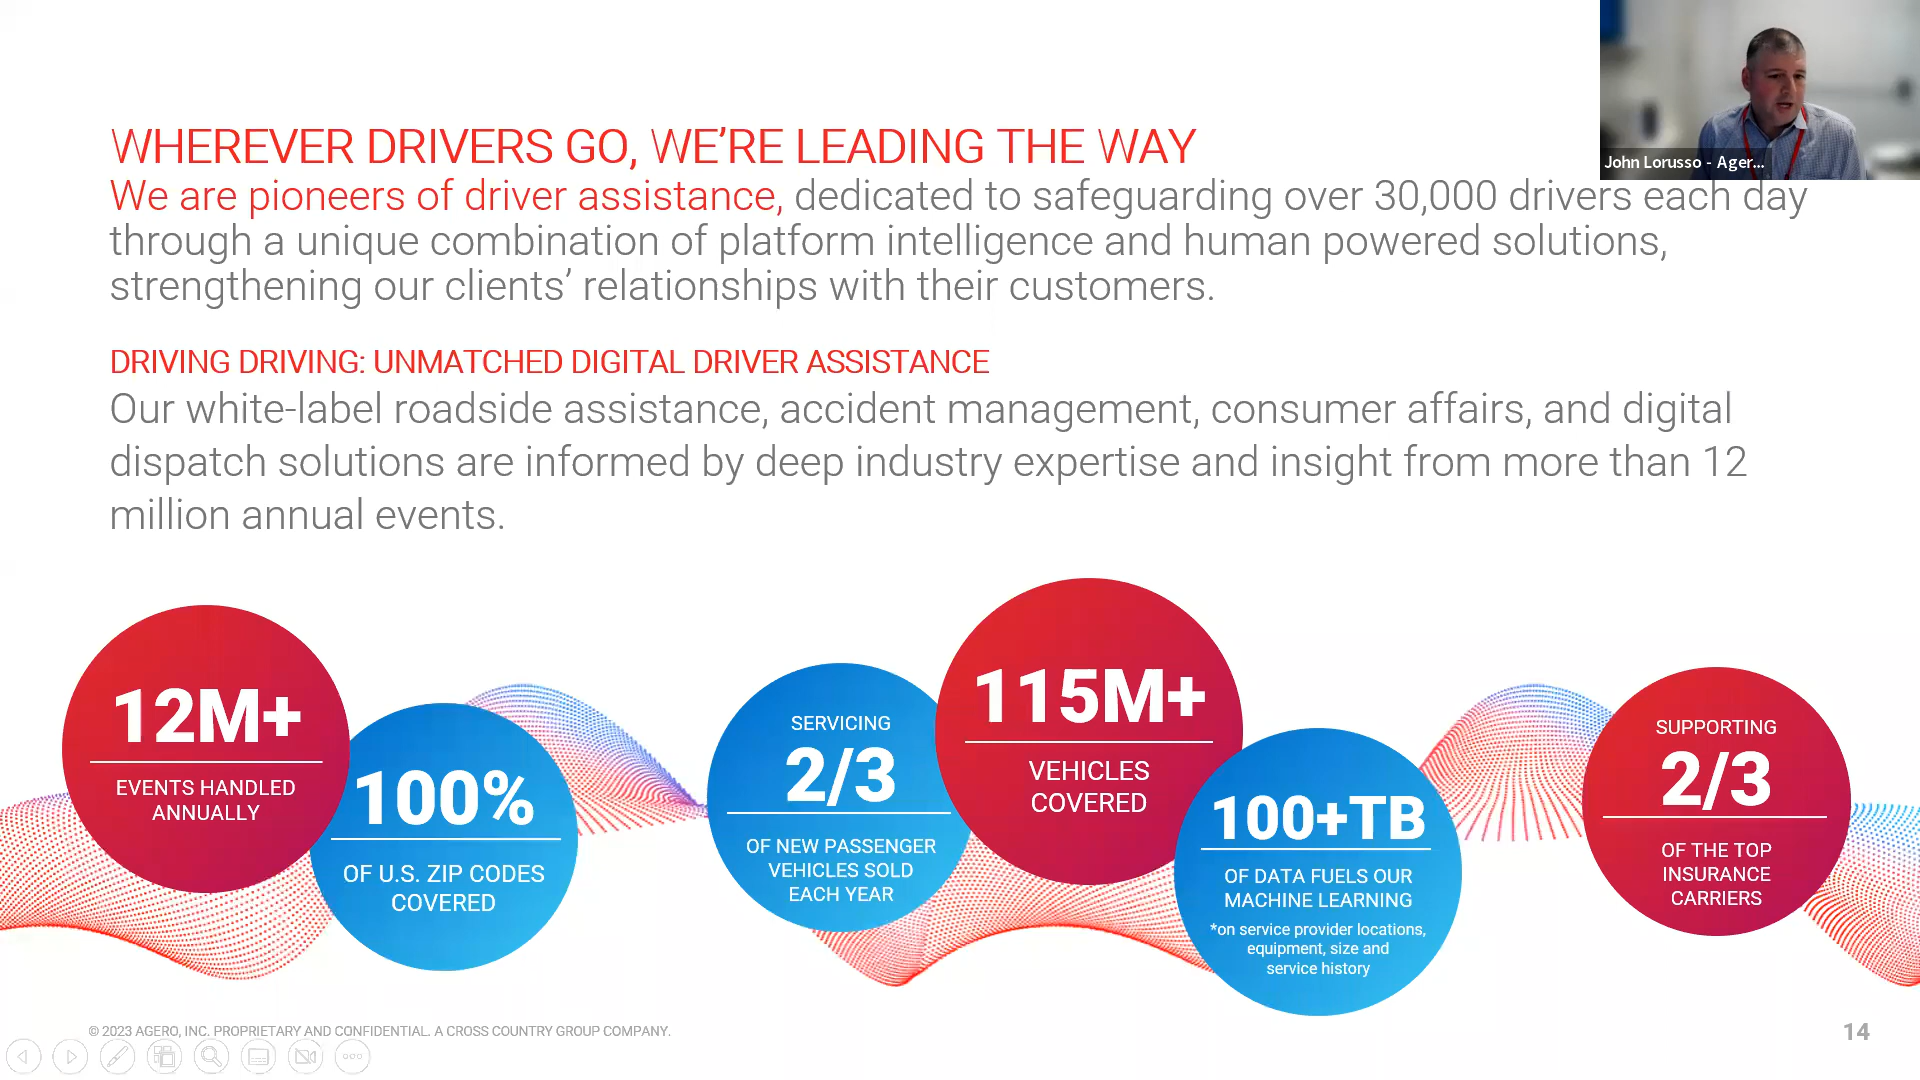 John Lorusso - Ager...
WHEREVER DRIVERS GO, WE'RE LEADING THE WAY
We are pioneers of driver assistance, dedicated to safeguarding over 30,000 drivers each day
through a unique combination of platform intelligence and human powered solutions,
strengthening our clients' relationships with their customers.
DRIVING DRIVING: UNMATCHED DIGITAL DRIVER ASSISTANCE
Our white-label roadside assistance, accident management, consumer affairs, and digital
dispatch solutions are informed by deep industry expertise and insight from more than 12
million annual events.
12M+
EVENTS HANDLED
ANNUALLY
100%
OF U.S. ZIP CODES
COVERED
SERVICING
2/3
OF NEW PASSENGER
VEHICLES SOLD
EACH YEAR
115M+
VEHICLES
COVERED
100+TB
OF DATA FUELS OUR
MACHINE LEARNING
*on service provider locations,
equipment, size and
service history
SUPPORTING
2/3
OF THE TOP
INSURANCE
CARRIERS
© 2023 AGERO, INC. PROPRIETARY AND CONFIDENTIAL. A CROSS COUNTRY GROUP COMPANY.
14